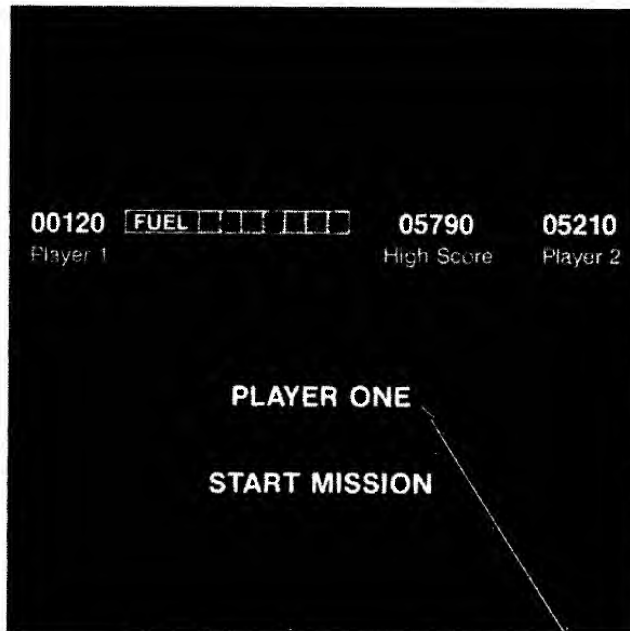 00120 FUEL 05790 05210
Player 1 High Score Player 2
PLAYER ONE
START MISSION